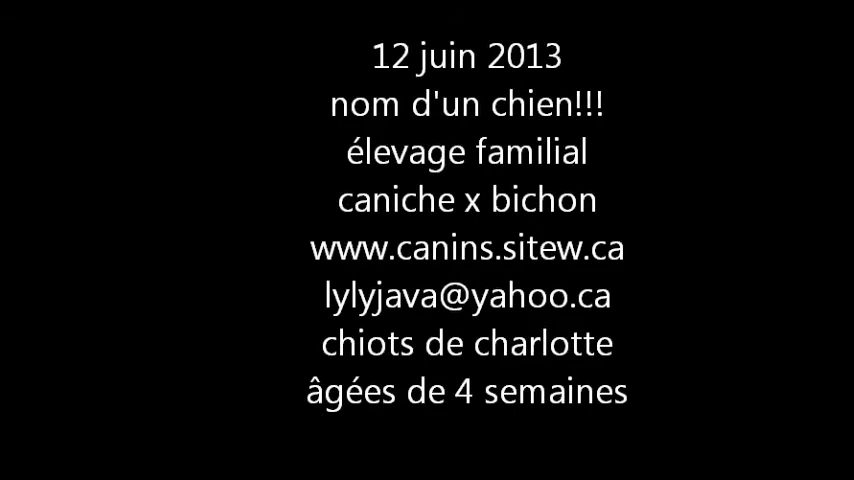 12 juin 2013
nom d'un chien!!!
élevage familial
caniche x bichon
www.canins.sitew.ca
lylyjava@yahoo.ca
chiots de charlotte
âgées de 4 semaines